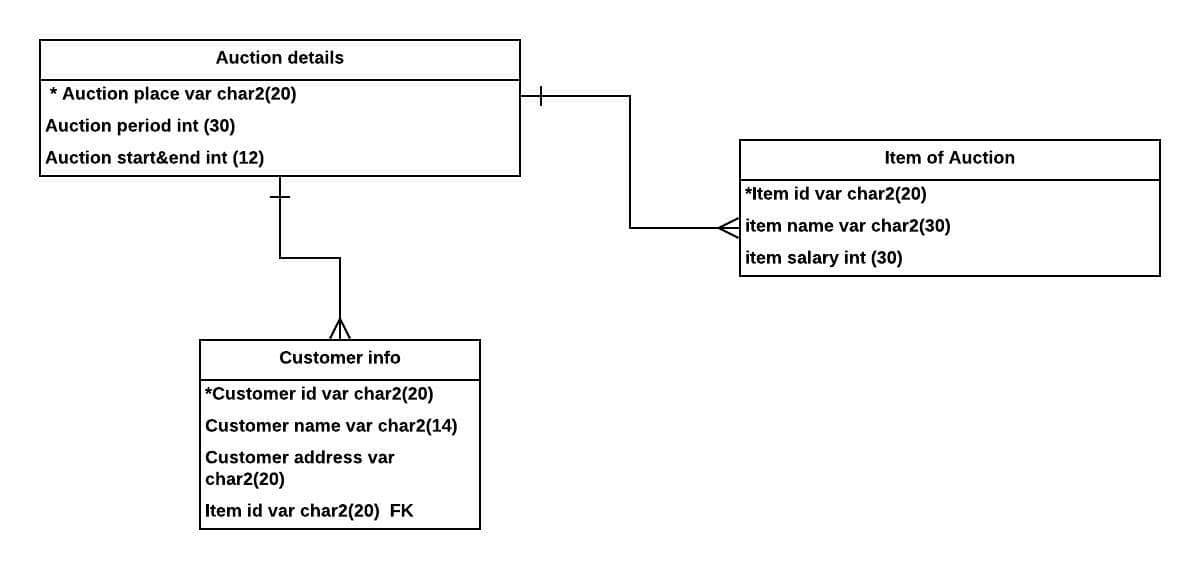 Auction details
* Auction place var char2(20)
Auction period int (30)
Auction start&end int (12)
Item of Auction
*Item id var char2(20)
item name var char2(30)
item salary int (30)
Customer info
*Customer id var char2(20)
Customer name var char2(14)
Customer address var
char2(20)
Item id var char2(20)  FK